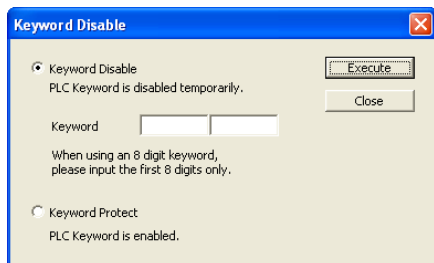 Keyword Disable
Keyword Disable
Execute
PLC Keyword is disabled temporarily.
Close
Keyword
When using an 8 digit keyword,
please input the first 8 digits only.
Keyword Protect
PLC Keyword is enabled.